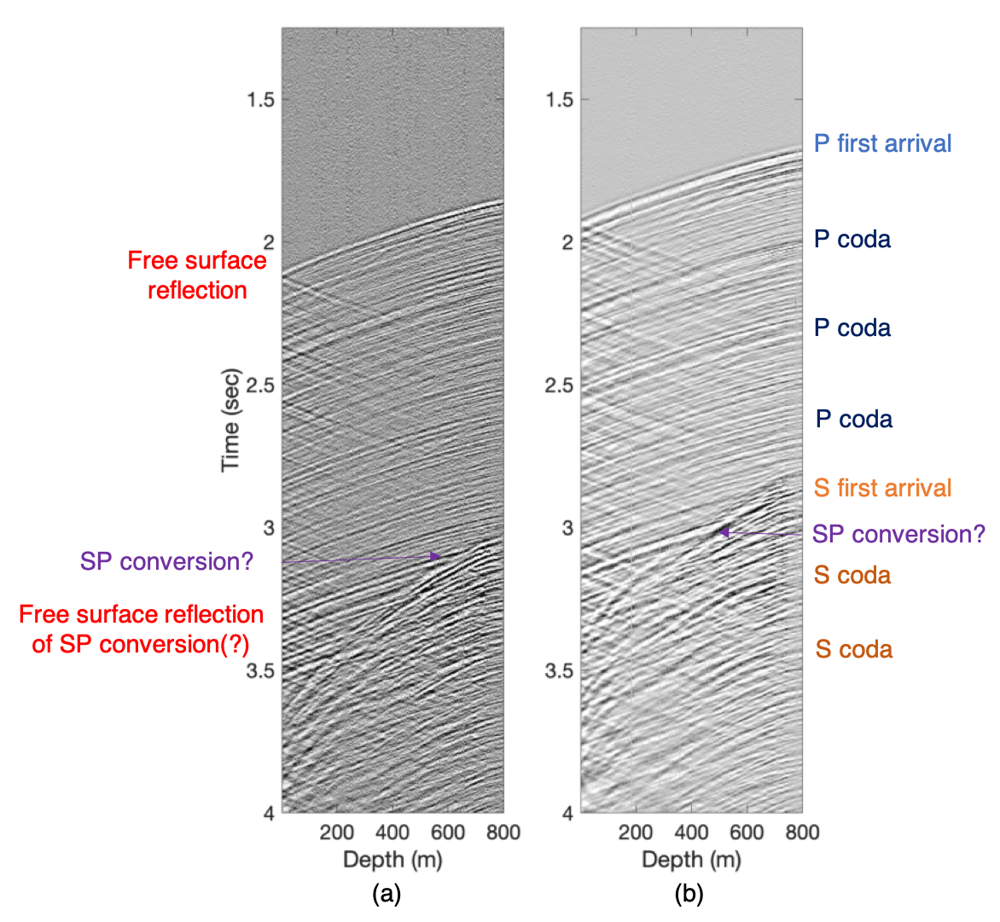 1.5
2
2.5
3
3.5
4
Time (sec)
200 400 600 800
Depth (m)
(a)
Free surface
reflection
SP conversion?
Free surface reflection
of SP conversion(?)
1.5
2
2.5
3
3.5
4
200 400 600 800
Depth (m)
(b)
P first arrival
P coda
P coda
P coda
S first arrival
SP conversion?
S coda
S coda